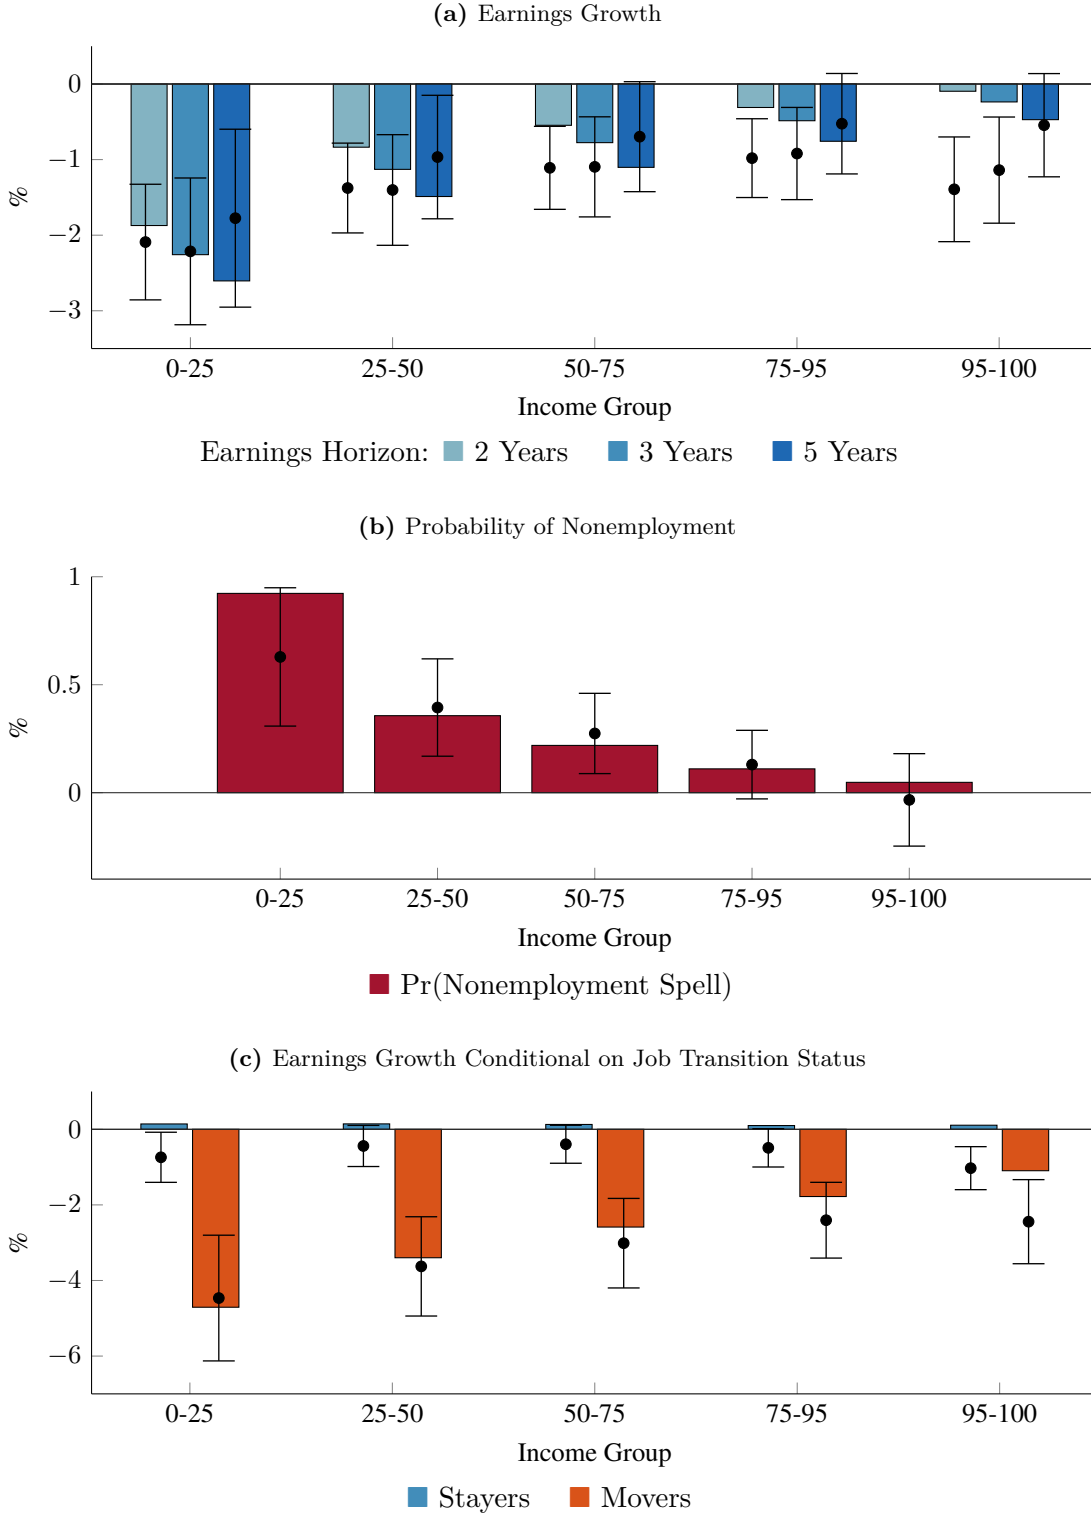 (a) Earnings Growth
0
−1
−2
−3
%
0-25 25-50 50-75 75-95 95-100
Income Group
Earnings Horizon: 2 Years 3 Years 5 Years
(b) Probability of Nonemployment
1
0.5
0
%
0-25 25-50 50-75 75-95 95-100
Income Group
Pr(Nonemployment Spell)
(c) Earnings Growth Conditional on Job Transition Status
0
−2
−4
−6
%
0-25 25-50 50-75 75-95 95-100
Income Group
Stayers Movers